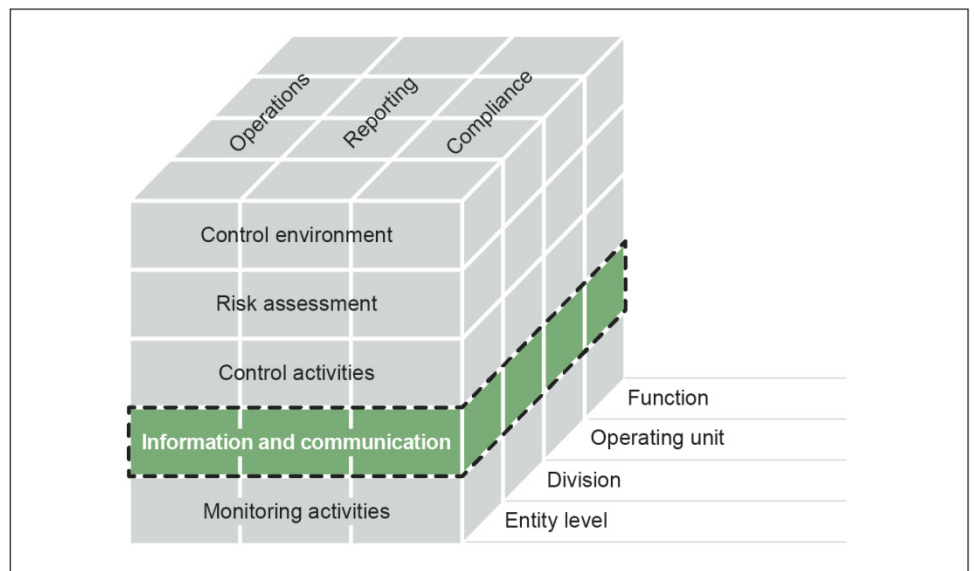 Operations
Reporting
Compliance
Control environment
Risk assessment
Control activities
Information and communication
Monitoring activities
Function
Operating unit
Division
Entity level